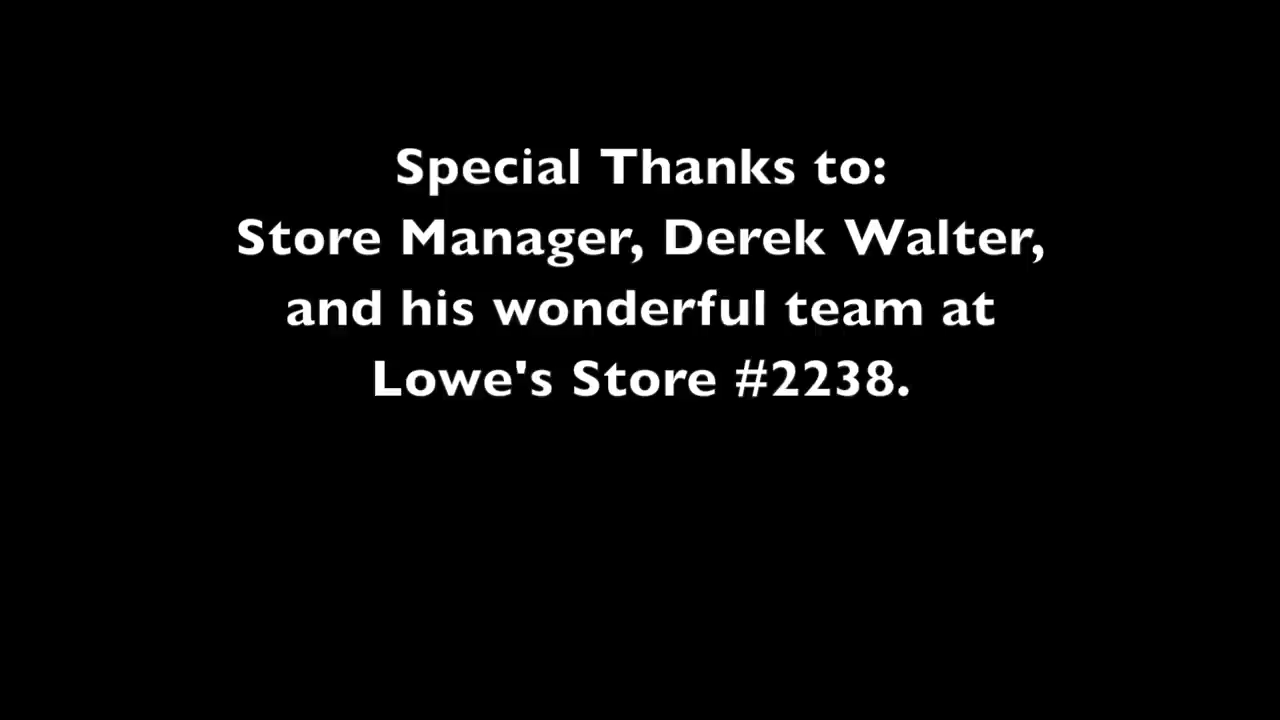 Special Thanks to:
Store Manager, Derek Walter,
and his wonderful team at
Lowe's Store #2238.